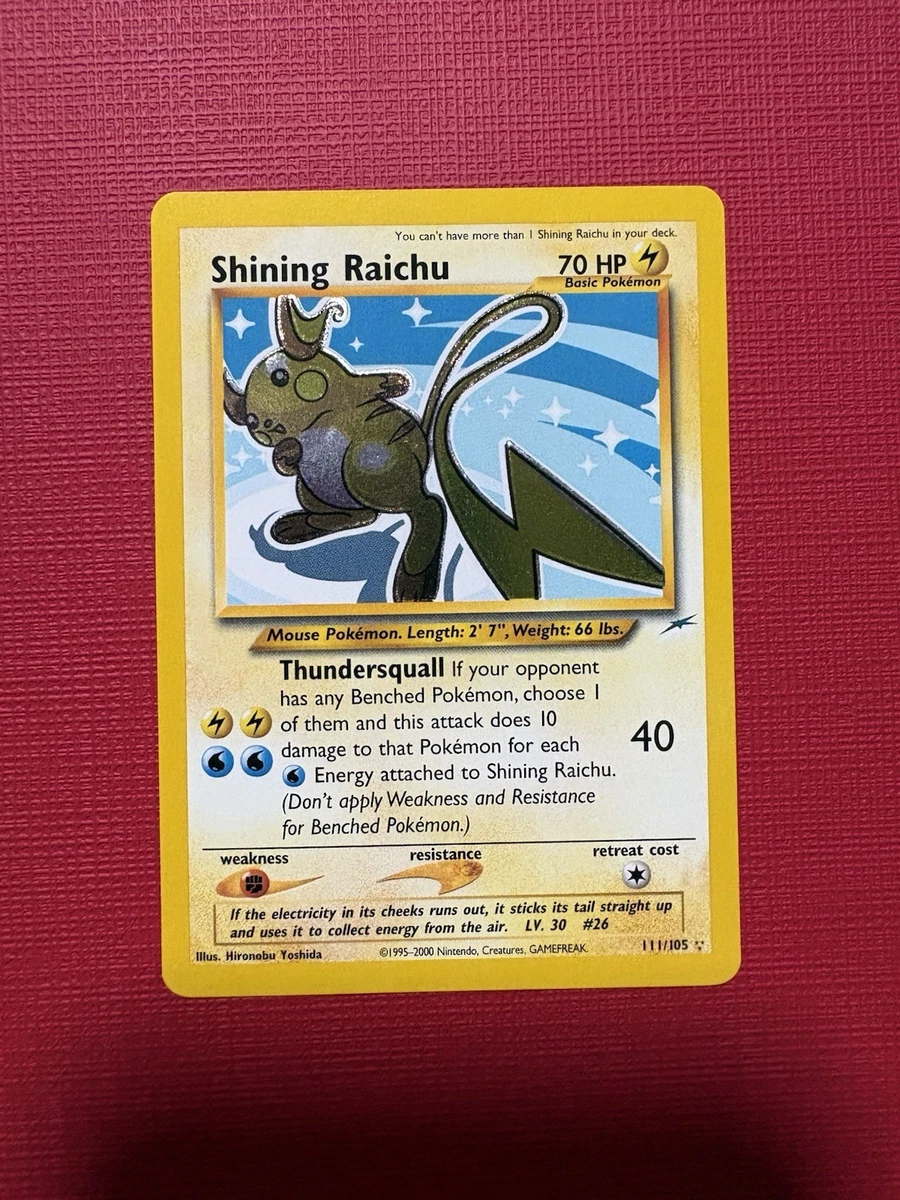 You can't have more than 1 Shining Raichu in your deck.
Shining Raichu 70 HP
Basic Pokémon
Mouse Pokémon. Length: 2' 7", Weight: 66 lbs.
Thundersquall If your opponent
has any Benched Pokémon, choose 1
of them and this attack does 10
damage to that Pokémon for each
Energy attached to Shining Raichu.
(Don't apply Weakness and Resistance
for Benched Pokémon.)
40
weakness resistance retreat cost
If the electricity in its cheeks runs out, it sticks its tail straight up
and uses it to collect energy from the air. LV. 30 #26
Illus. Hironobu Yoshida ©1995–2000 Nintendo, Creatures, GAMEFREAK. 111/105